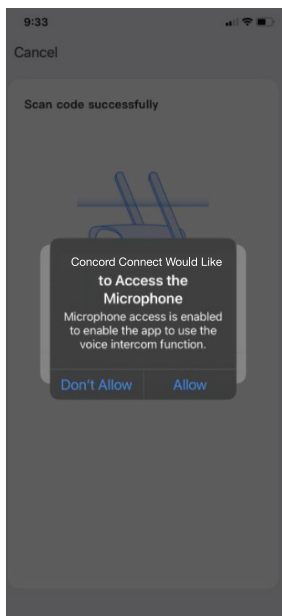 9:33
Cancel
Scan code successfully
Concord Connect Would Like
to Access the
Microphone
Microphone access is enabled
to enable the app to use the
voice intercom function.
Don't Allow
Allow